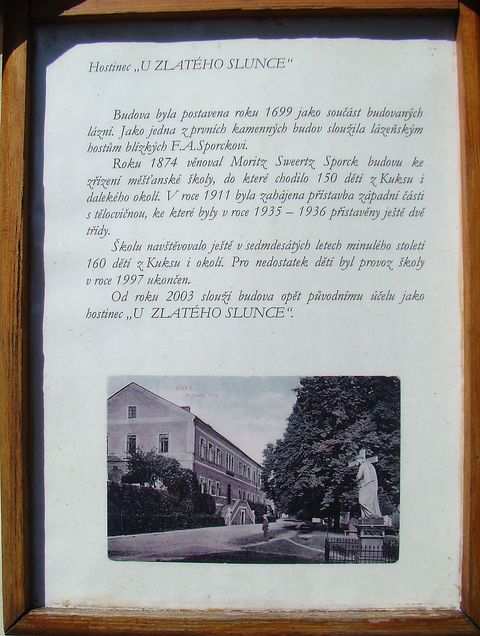 Hostinec „U ZLATÉHO SLUNCE“
Budova byla postavena roku 1699 jako součást budovaných
lázní. Jako jedna z prvních kamenných budov sloužila lázeňským
hostům blízkých F.A.Sporckovi.
Roku 1874 věnoval Moritz Sweertz Sporck budovu ke
zřízení měšťanské školy, do které chodilo 150 dětí z Kuksu i
dalekého okolí. V roce 1911 byla zahájena přístavba západní části
s tělocvičnou, ke které byly v roce 1935 – 1936 přistavěny ještě dvě
třídy.
Školu navštěvovalo ještě v sedmdesátých letech minulého století
160 dětí z Kuksu i okolí. Pro nedostatek dětí byl provoz školy
v roce 1997 ukončen.
Od roku 2003 slouží budova opět původnímu účelu jako
hostinec „U ZLATÉHO SLUNCE“.